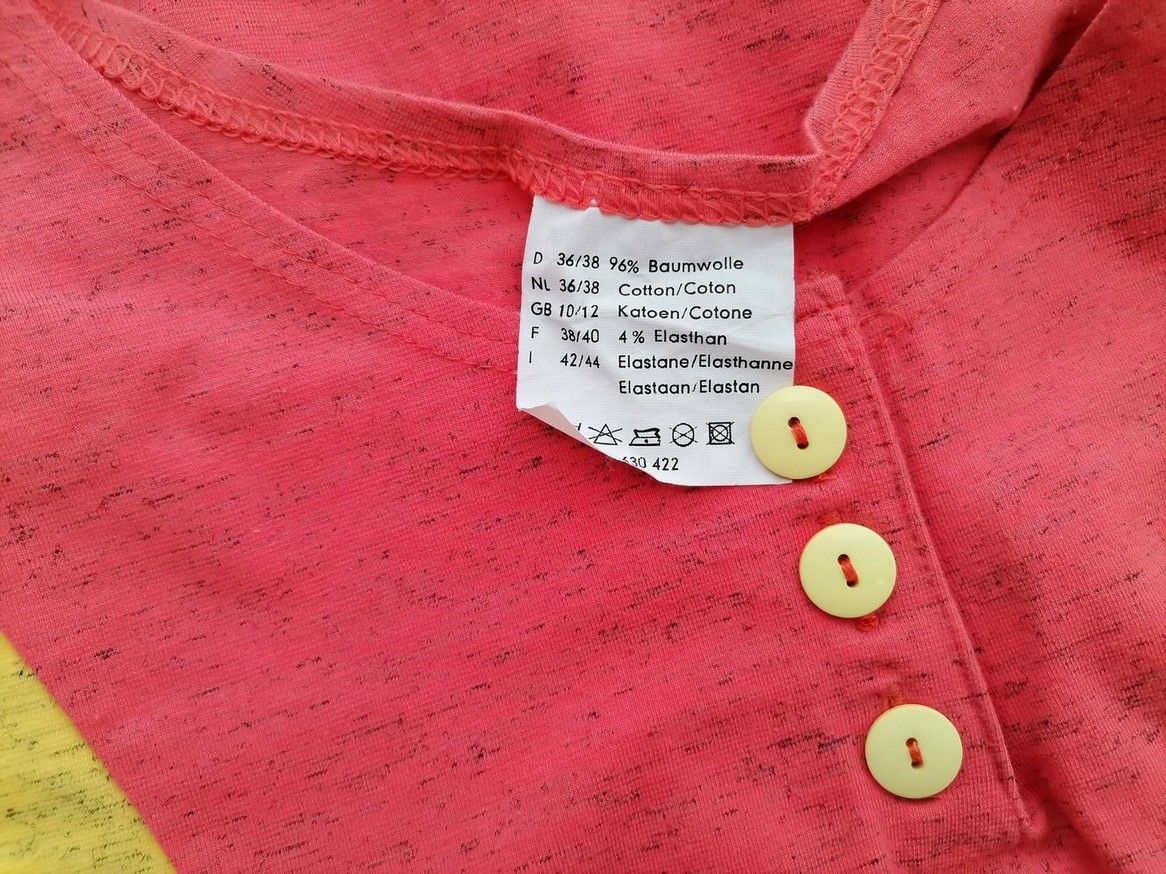 D 36/38 96% Baumwolle
NL 36/38 Cotton/Coton
GB 10/12 Katoen/Cotone
F 38/40 4% Elasthan
I 42/44 Elastane/Elasthanne
Elastaan/Elastan
630 422